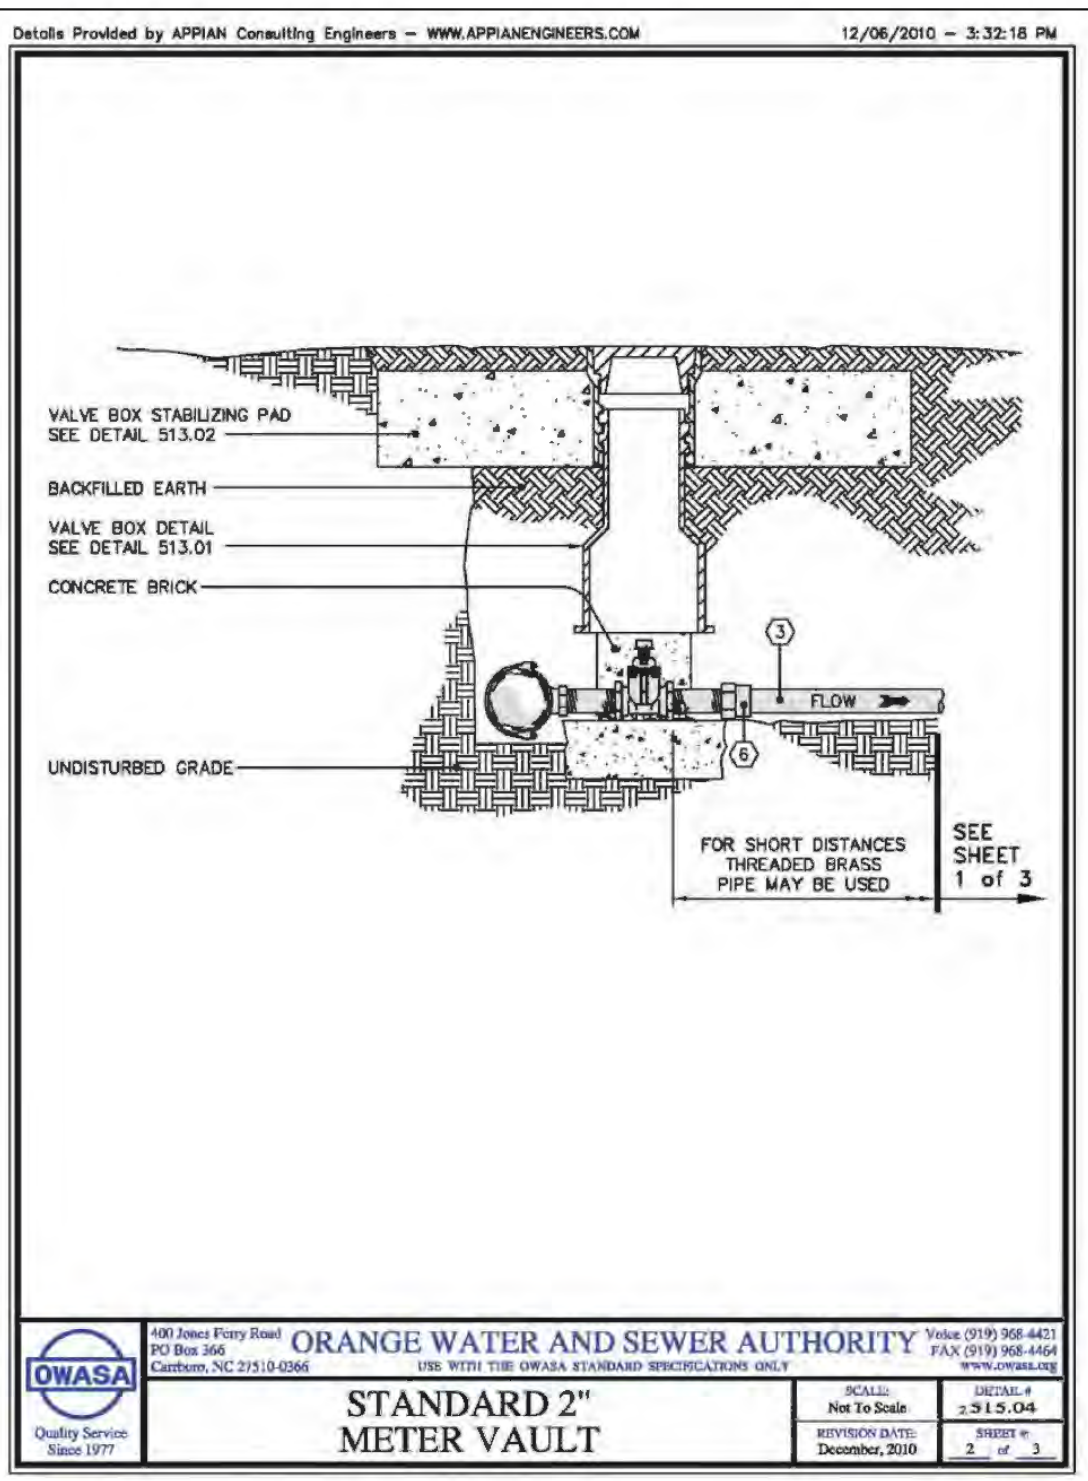 Details Provided by APPIAN Consulting Engineers – WWW.APPIANENGINEERS.COM
12/06/2010 – 3:32:18 PM
VALVE BOX STABILIZING PAD
SEE DETAIL 513.02
BACKFILLED EARTH
VALVE BOX DETAIL
SEE DETAIL 513.01
CONCRETE BRICK
3
FLOW
6
UNDISTURBED GRADE
FOR SHORT DISTANCES
THREADED BRASS
PIPE MAY BE USED
SEE
SHEET
1 of 3
OWASA
Quality Service
Since 1977
400 Jones Ferry Road
PO Box 366
Carrboro, NC 27510-0366
ORANGE WATER AND SEWER AUTHORITY
USE WITH THE OWASA STANDARD SPECIFICATIONS ONLY
Voice (919) 968-4421
FAX (919) 968-4464
www.owasa.org
STANDARD 2"
METER VAULT
SCALE:
Not To Scale
DETAIL #
2 515.04
REVISION DATE:
December, 2010
SHEET #:
2 of 3